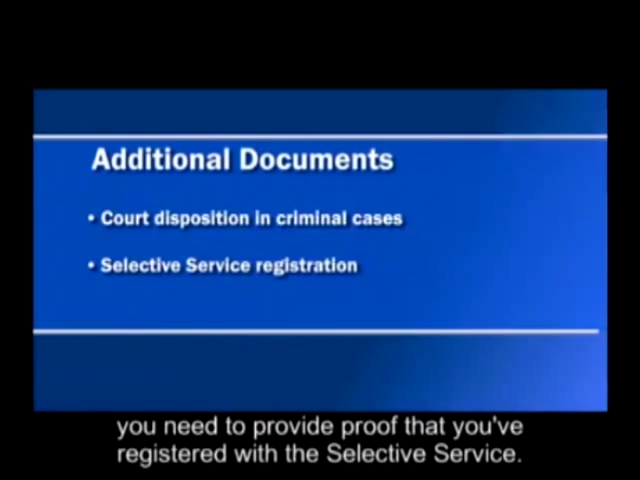 Additional Documents
• Court disposition in criminal cases
• Selective Service registration
you need to provide proof that you've
registered with the Selective Service.